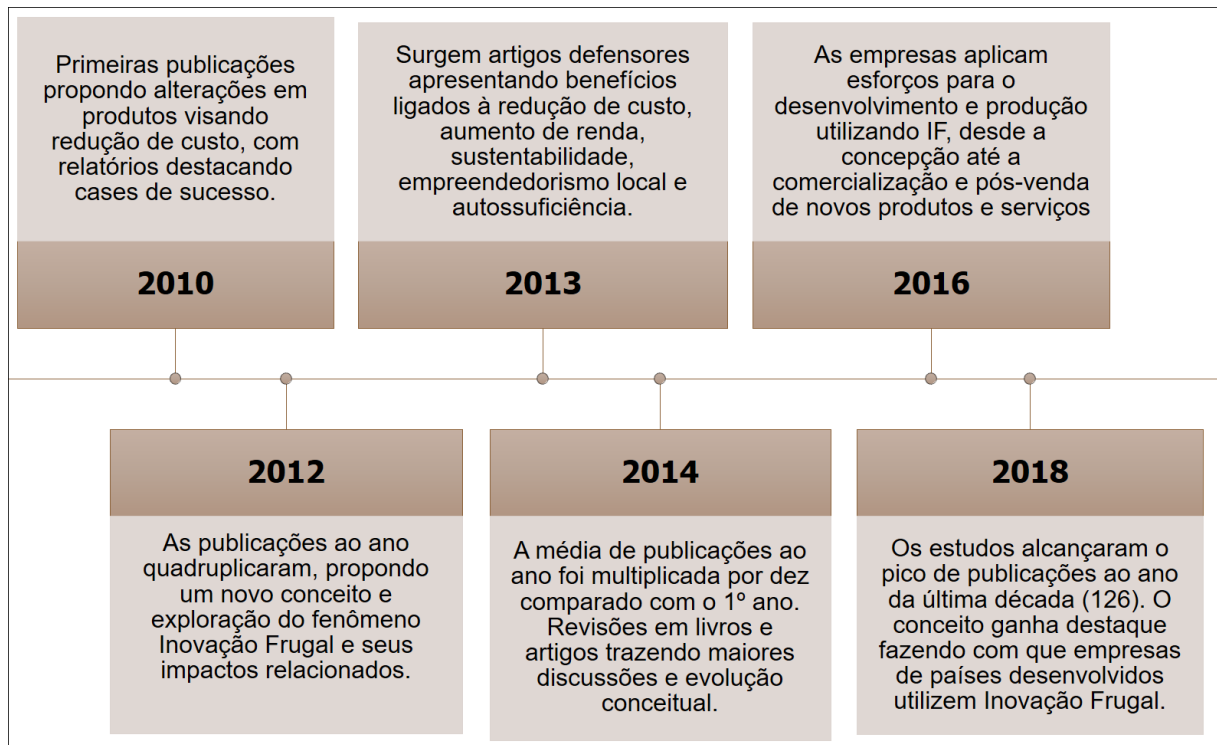 Primeiras publicações
propondo alterações em
produtos visando
redução de custo, com
relatórios destacando
cases de sucesso.
2010
Surgem artigos defensores
apresentando benefícios
ligados à redução de custo,
aumento de renda,
sustentabilidade,
empreendedorismo local e
autossuficiência.
2013
As empresas aplicam
esforços para o
desenvolvimento e produção
utilizando IF, desde a
concepção até a
comercialização e pós-venda
de novos produtos e serviços
2016
2012
As publicações ao ano
quadruplicaram, propondo
um novo conceito e
exploração do fenômeno
Inovação Frugal e seus
impactos relacionados.
2014
A média de publicações ao
ano foi multiplicada por dez
comparado com o 1º ano.
Revisões em livros e
artigos trazendo maiores
discussões e evolução
conceitual.
2018
Os estudos alcançaram o
pico de publicações ao ano
da última década (126). O
conceito ganha destaque
fazendo com que empresas
de países desenvolvidos
utilizem Inovação Frugal.